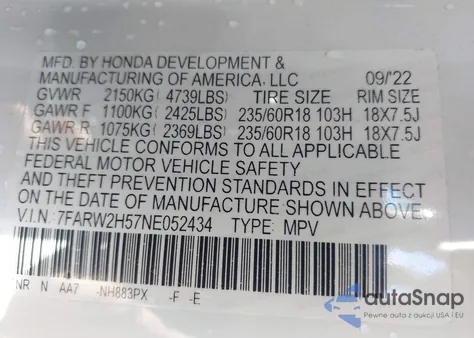 MFD. BY HONDA DEVELOPMENT &
MANUFACTURING OF AMERICA, LLC 09/22
GVWR 2150KG( 4739LBS) TIRE SIZE RIM SIZE
GAWR F 1100KG( 2425LBS) 235/60R18 103H 18X7.5J
GAWR R 1075KG( 2369LBS) 235/60R18 103H 18X7.5J
THIS VEHICLE CONFORMS TO ALL APPLICABLE
FEDERAL MOTOR VEHICLE SAFETY
AND THEFT PREVENTION STANDARDS IN EFFECT
ON THE DATE OF MANUFACTURE SHOWN ABOVE.
V.I.N: 7FARW2H57NE052434 TYPE: MPV
NR N AA7 -NH883PX -F -E
autaSnap
Pewne auta z aukcji USA i EU